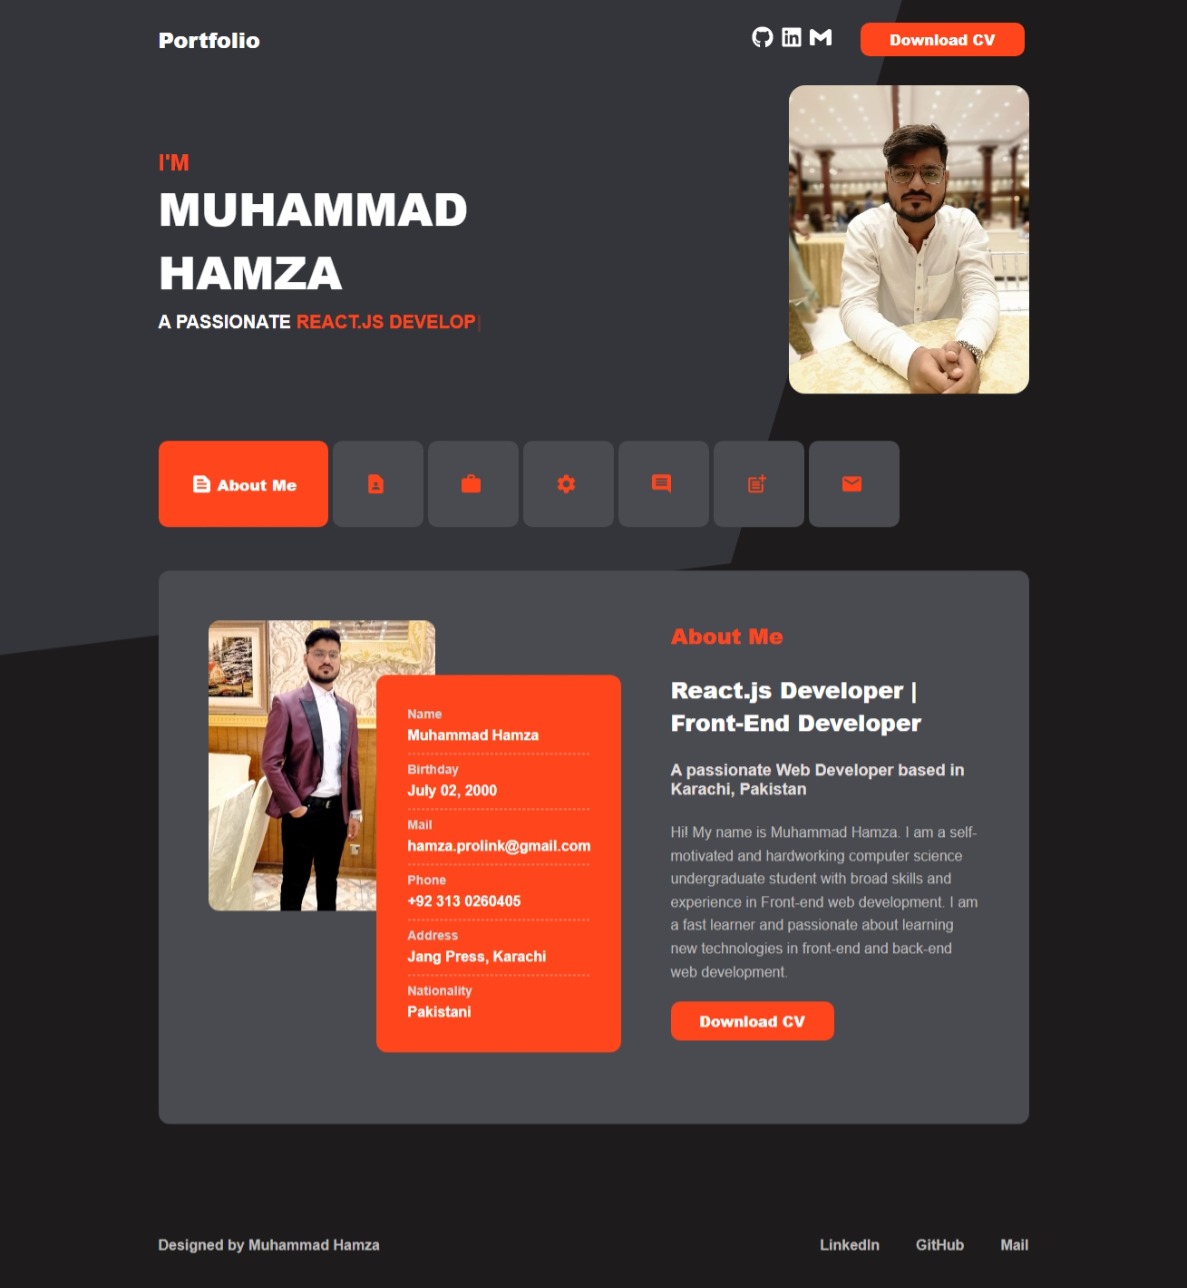 Portfolio
Download CV
I'M
MUHAMMAD
HAMZA
A PASSIONATE REACT.JS DEVELOP|
About Me
Name
Muhammad Hamza
Birthday
July 02, 2000
Mail
hamza.prolink@gmail.com
Phone
+92 313 0260405
Address
Jang Press, Karachi
Nationality
Pakistani
About Me
React.js Developer |
Front-End Developer
A passionate Web Developer based in
Karachi, Pakistan
Hi! My name is Muhammad Hamza. I am a self-
motivated and hardworking computer science
undergraduate student with broad skills and
experience in Front-end web development. I am
a fast learner and passionate about learning
new technologies in front-end and back-end
web development.
Download CV
Designed by Muhammad Hamza
LinkedIn GitHub Mail